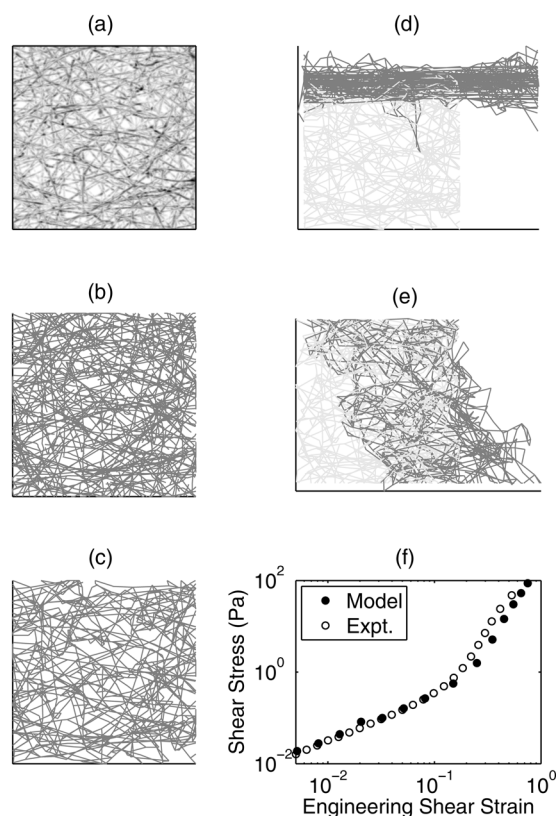 (a)
(d)
(b)
(e)
(c)
(f)
Shear Stress (Pa)
10^2
10^0
10^-2
Model
Expt.
10^-2
10^-1
10^0
Engineering Shear Strain